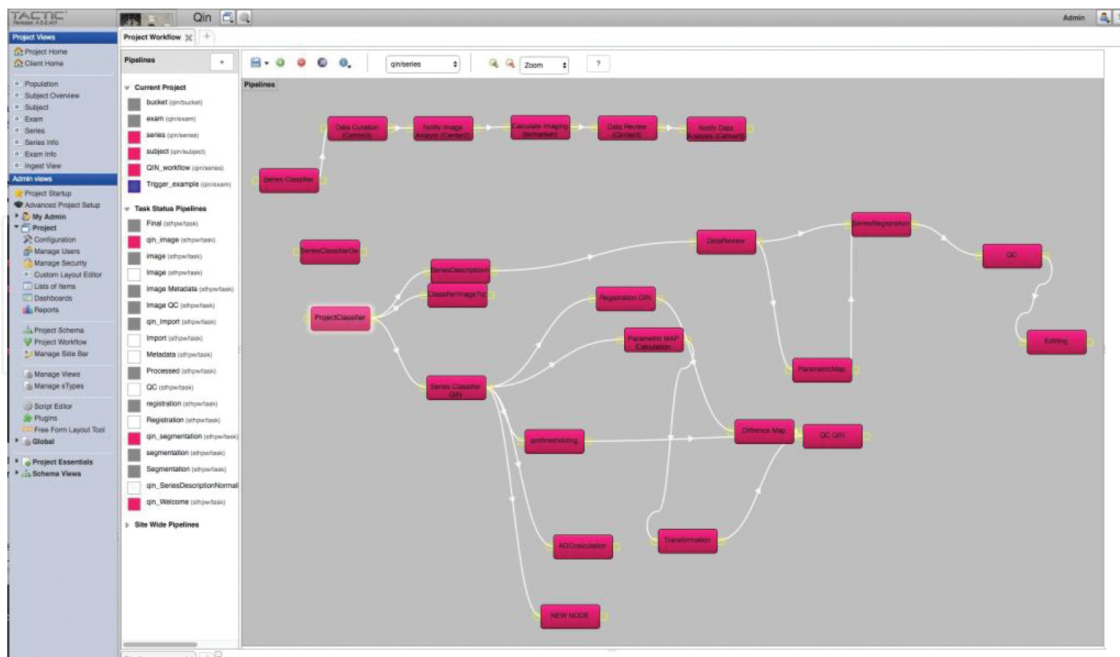 TACTIC
Qin
Admin
Project Views
Project Home
Client Home
Population
Subject Overview
Subject
Exam
Series
Series Info
Exam Info
Ingest View
Admin views
Project Startup
Advanced Project Setup
My Admin
Project
Configuration
Manage Users
Manage Security
Custom Layout Editor
Lists of Items
Dashboards
Reports
Project Schema
Project Workflow
Manage Side Bar
Manage Views
Manage sTypes
Script Editor
Plugins
Free Form Layout Tool
Global
Project Essentials
Schema Views
Project Workflow
Pipelines
+
Current Project
bucket (qin/bucket)
exam (qin/exam)
series (qin/series)
subject (qin/subject)
QIN_workflow (qin/series)
Trigger_example (qin/exam)
Task Status Pipelines
Final (sthpw/task)
qin_image (sthpw/task)
image (sthpw/task)
Image (sthpw/task)
Image Metadata (sthpw/task)
Image QC (sthpw/task)
qin_Import (sthpw/task)
Import (sthpw/task)
Metadata (sthpw/task)
Processed (sthpw/task)
QC (sthpw/task)
registration (sthpw/task)
Registration (sthpw/task)
qin_segmentation (sthpw/task)
segmentation (sthpw/task)
Segmentation (sthpw/task)
qin_SeriesDescriptionNormali
qin_Welcome (sthpw/task)
Site Wide Pipelines
qin/series
Zoom
?
Pipelines
Data Curation
(Center3)
Notify Image
Analyst (Center2)
Calculate Imaging
Data Review
(Center3)
Notify Data
Analysis (Center3)
Series Classifier
SeriesClassifierDe
ProjectClassifier
SeriesDescriptionN
ClassifierImageTyp
Series Classifier
QIN
Registration QIN
Parametric MAP
Calculation
DataReview
SeriesRegistration
QC
Editing
ParametricMap
qinthresholding
Difference Map
QC QIN
Transformation
ADCcalculation
NEW NODE